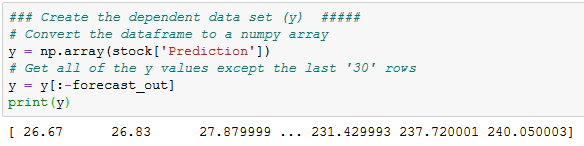 ### Create the dependent data set (y)  #####
# Convert the dataframe to a numpy array
y = np.array(stock['Prediction'])
# Get all of the y values except the last '30' rows
y = y[:-forecast_out]
print(y)
[ 26.67       26.83       27.879999 ... 231.429993 237.720001 240.050003]